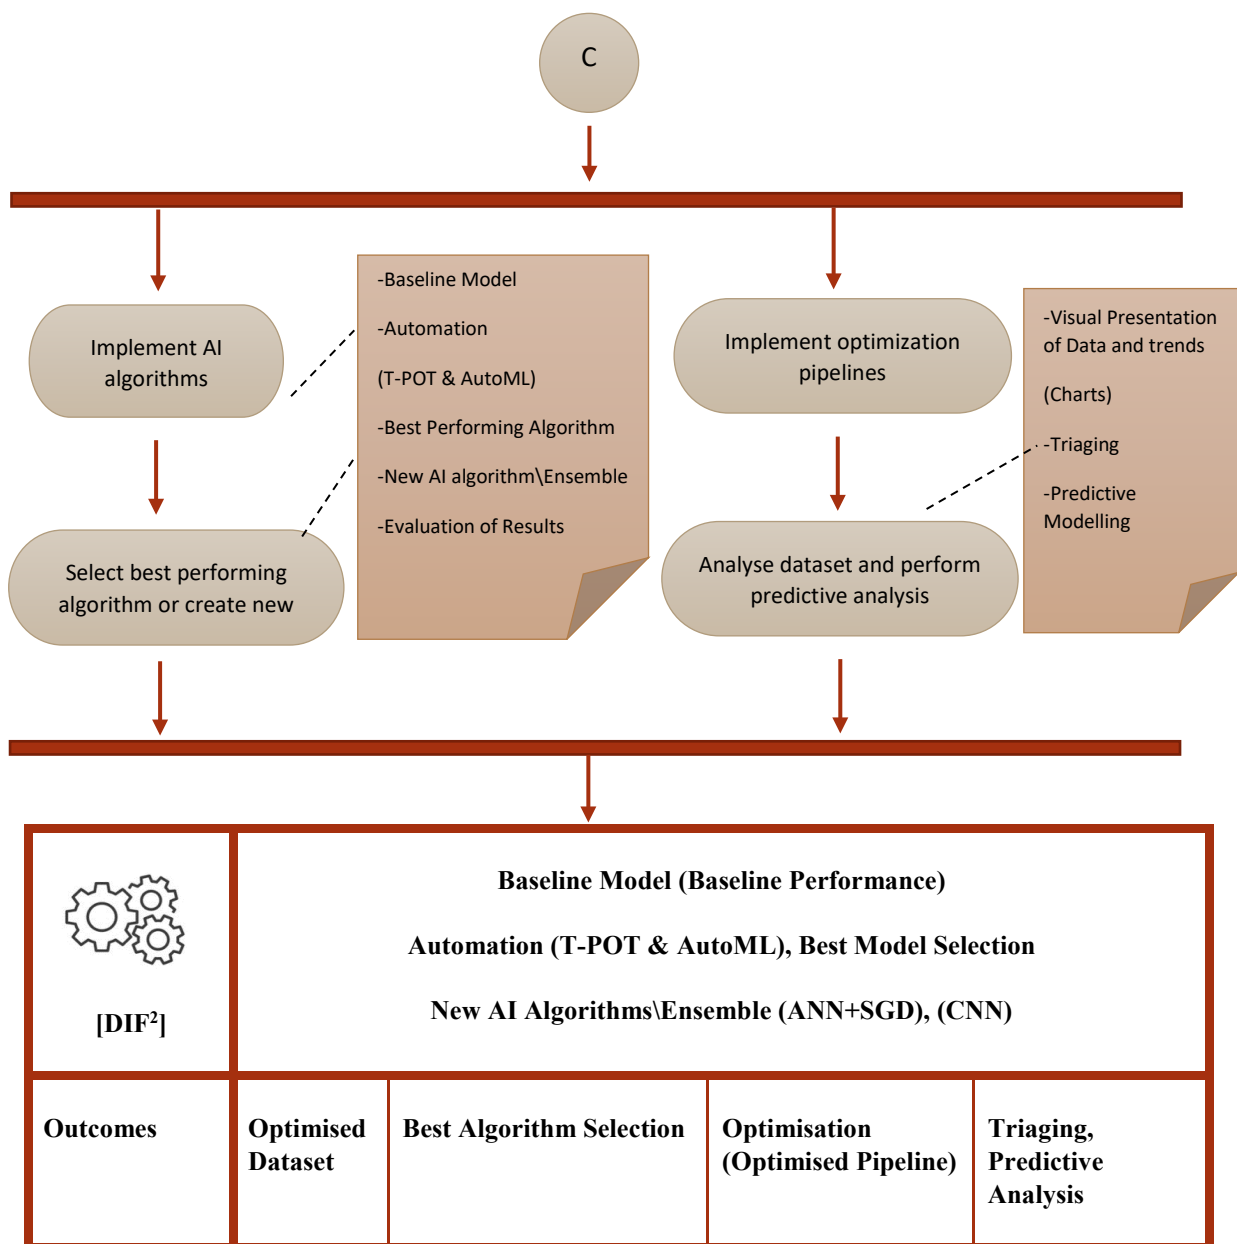 C
Implement AI
algorithms
-Baseline Model
-Automation
(T-POT & AutoML)
-Best Performing Algorithm
-New AI algorithm\Ensemble
-Evaluation of Results
Select best performing
algorithm or create new
Implement optimization
pipelines
-Visual Presentation
of Data and trends
(Charts)
-Triaging
-Predictive
Modelling
Analyse dataset and perform
predictive analysis
[DIF²]
Baseline Model (Baseline Performance)
Automation (T-POT & AutoML), Best Model Selection
New AI Algorithms\Ensemble (ANN+SGD), (CNN)
Outcomes
Optimised
Dataset
Best Algorithm Selection
Optimisation
(Optimised Pipeline)
Triaging,
Predictive
Analysis